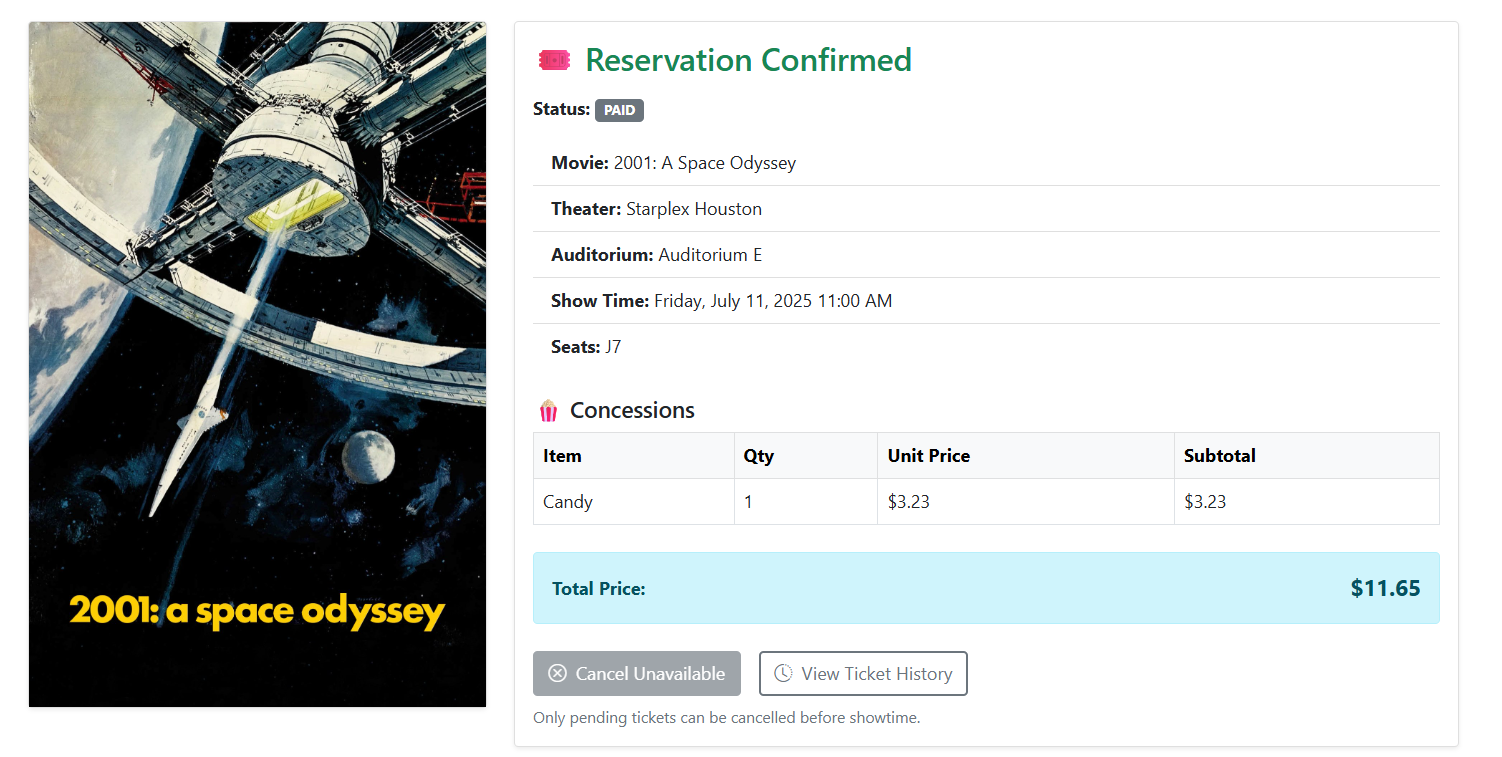 2001: a space odyssey
Reservation Confirmed
Status: PAID
Movie: 2001: A Space Odyssey
Theater: Starplex Houston
Auditorium: Auditorium E
Show Time: Friday, July 11, 2025 11:00 AM
Seats: J7
Concessions
Item Qty Unit Price Subtotal
Candy 1 $3.23 $3.23
Total Price: $11.65
Cancel Unavailable View Ticket History
Only pending tickets can be cancelled before showtime.